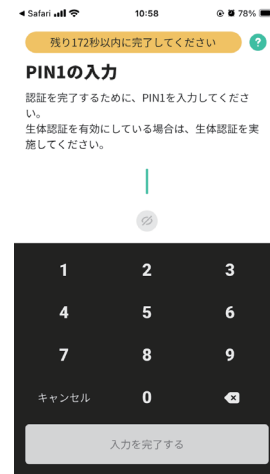 ◀ Safari 10:58 78%
残り172秒以内に完了してください ?
PIN1の入力
認証を完了するために、PIN1を入力してくださ
い。
生体認証を有効にしている場合は、生体認証を実
施してください。
1 2 3
4 5 6
7 8 9
キャンセル 0
入力を完了する